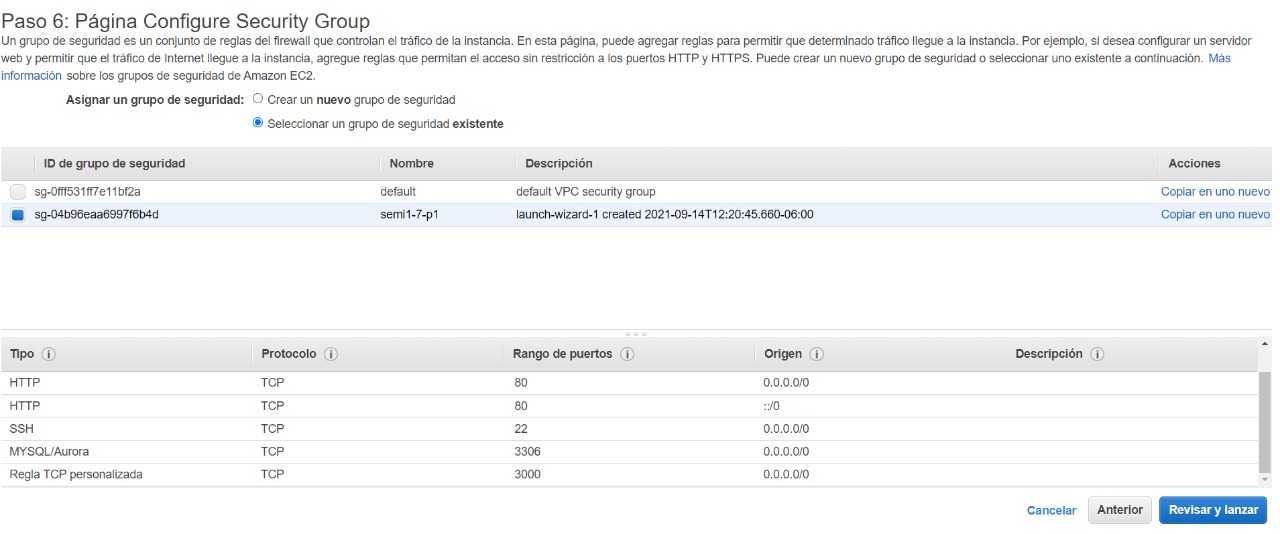 Paso 6: Página Configure Security Group
Un grupo de seguridad es un conjunto de reglas del firewall que controlan el tráfico de la instancia. En esta página, puede agregar reglas para permitir que determinado tráfico llegue a la instancia. Por ejemplo, si desea configurar un servidor
web y permitir que el tráfico de Internet llegue a la instancia, agregue reglas que permitan el acceso sin restricción a los puertos HTTP y HTTPS. Puede crear un nuevo grupo de seguridad o seleccionar uno existente a continuación. Más
información sobre los grupos de seguridad de Amazon EC2.
Asignar un grupo de seguridad: Crear un nuevo grupo de seguridad
Seleccionar un grupo de seguridad existente
ID de grupo de seguridad Nombre Descripción Acciones
sg-0fff531ff7e11bf2a default default VPC security group Copiar en uno nuevo
sg-04b96eaa6997f6b4d semi1-7-p1 launch-wizard-1 created 2021-09-14T12:20:45.660-06:00 Copiar en uno nuevo
Tipo Protocolo Rango de puertos Origen Descripción
HTTP TCP 80 0.0.0.0/0
HTTP TCP 80 ::/0
SSH TCP 22 0.0.0.0/0
MYSQL/Aurora TCP 3306 0.0.0.0/0
Regla TCP personalizada TCP 3000 0.0.0.0/0
Cancelar Anterior Revisar y lanzar